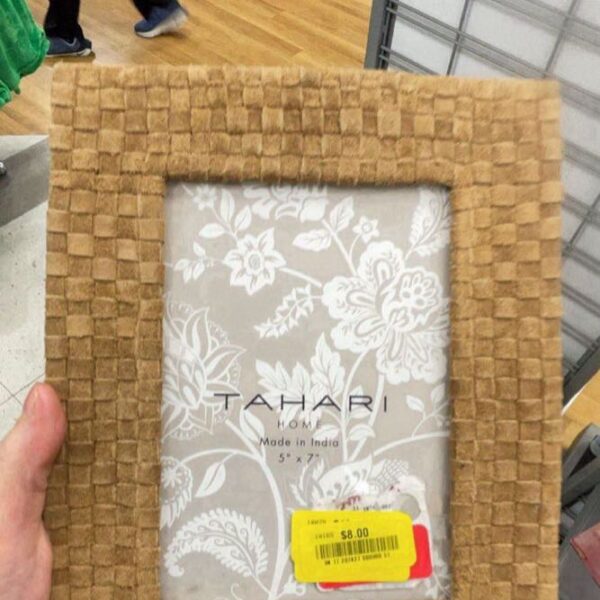 TAHARI
HOME
Made in India
5" x 7"
$8.00